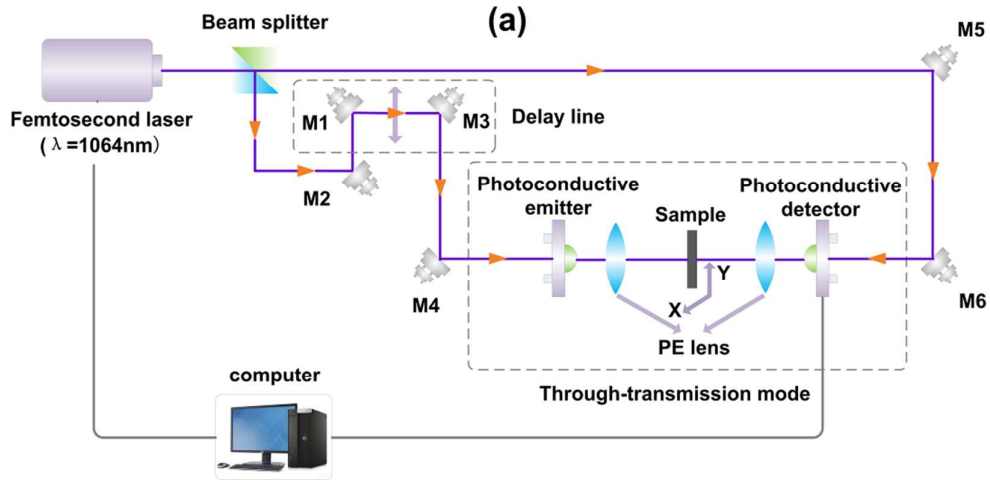 (a)
Beam splitter
M5
Femtosecond laser
( λ=1064nm)
M1
M3
Delay line
M2
Photoconductive
emitter
Sample
Photoconductive
detector
M4
X
Y
M6
PE lens
Through-transmission mode
computer